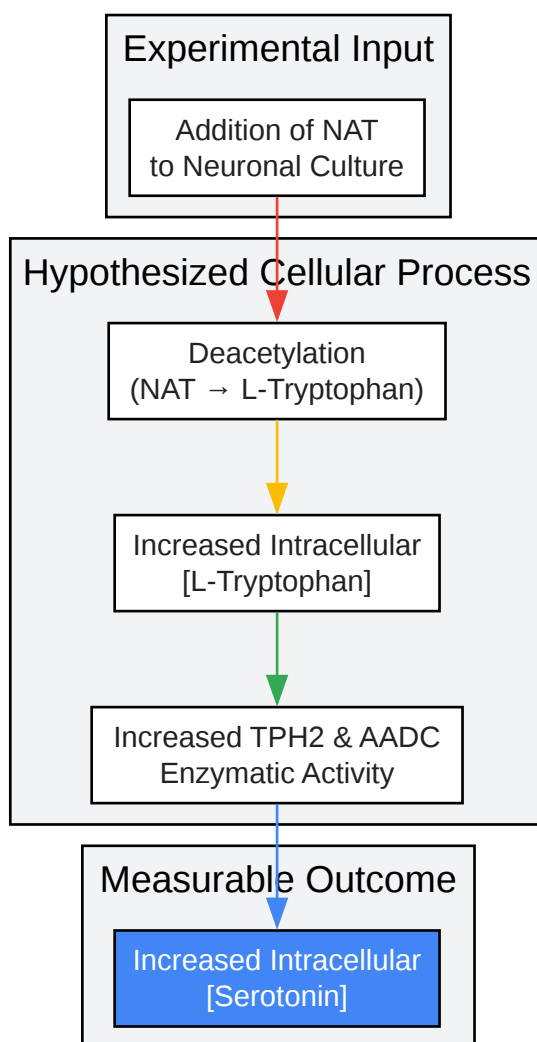 Experimental Input
Addition of NAT
to Neuronal Culture
Hypothesized Cellular Process
Deacetylation
(NAT → L-Tryptophan)
Increased Intracellular
[L-Tryptophan]
Increased TPH2 & AADC
Enzymatic Activity
Measurable Outcome
Increased Intracellular
[Serotonin]